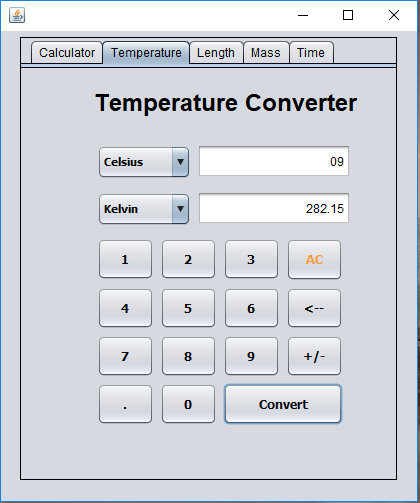 Calculator Temperature Length Mass Time
Temperature Converter
Celsius 09
Kelvin 282.15
1 2 3 AC
4 5 6 <--
7 8 9 +/-
. 0 Convert